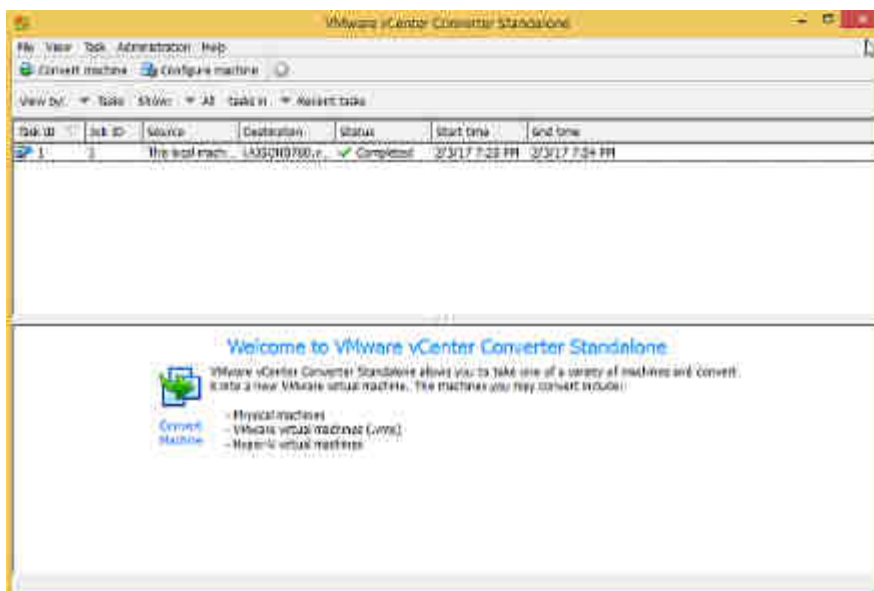 VMware vCenter Converter Standalone
File View Task Administration Help
Convert machine Configure machine
View by: Tasks Show: All tasks in Recent tasks
Task ID Job ID Source Destination Status Start time End time
1 1 This local mach... Completed 2/3/17 7:23 PM 2/3/17 7:54 PM
Welcome to VMware vCenter Converter Standalone
VMware vCenter Converter Standalone allows you to take one of a variety of machines and convert
it into a new VMware virtual machine. The machines you may convert include:
Convert
Machine
- Physical machines
- VMware virtual machines (.vmx)
- Hyper-V virtual machines